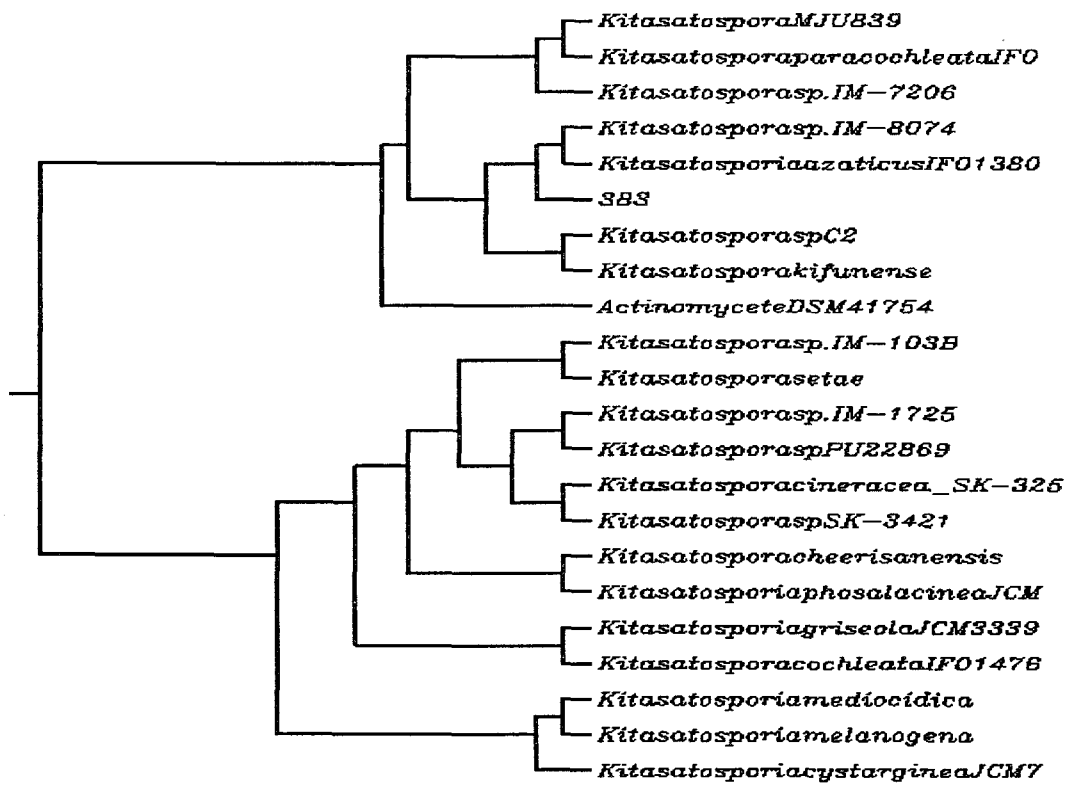 KitasatosporaMJU839
KitasatosporaparacochleataIFO
Kitasatosporasp.IM-7206
Kitasatosporasp.IM-8074
KitasatosporiaazaticusIFO1380
383
KitasatosporaspC2
Kitasatosporakifunense
ActinomyceteDSM41754
Kitasatosporasp.IM-103B
Kitasatosporasetae
Kitasatosporasp.IM-1725
KitasatosporaspPU22869
Kitasatosporacineracea_SK-325
KitasatosporaspSK-3421
Kitasatosporacheerisanensis
KitasatosporiaphosalacineaJCM
KitasatosporiagriseolaJCM3339
KitasatosporacochleataIFO1476
Kitasatosporiamediocidica
Kitasatosporiamelanogena
KitasatosporiacystargineaJCM7